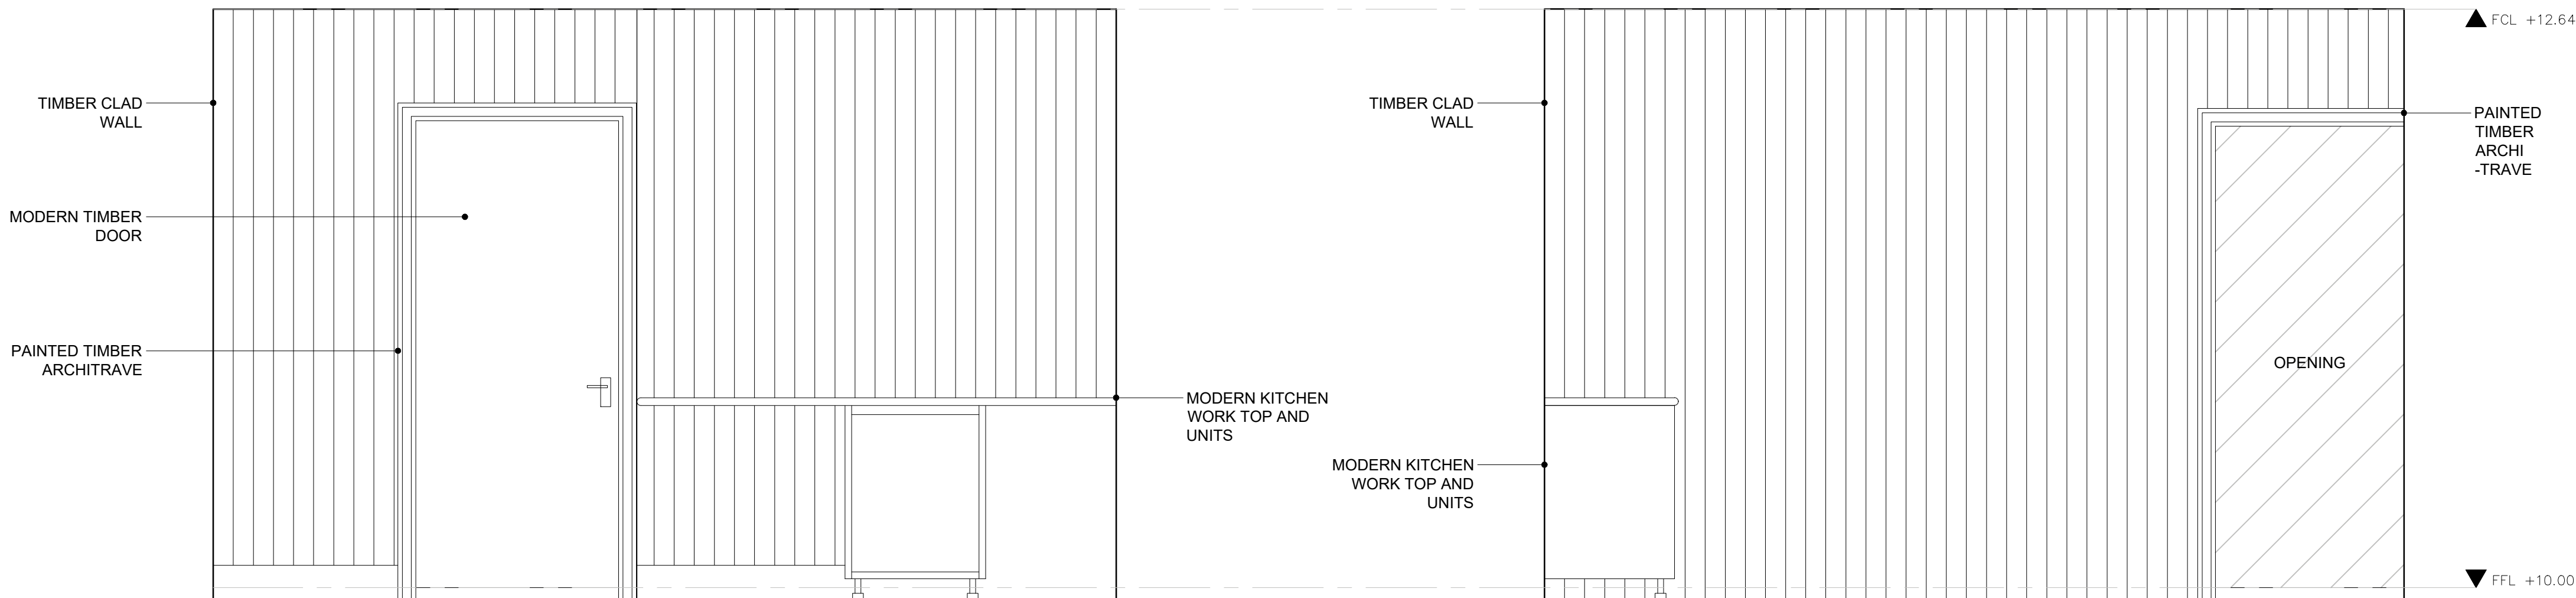 TIMBER CLAD
WALL
MODERN TIMBER
DOOR
PAINTED TIMBER
ARCHITRAVE
MODERN KITCHEN
WORK TOP AND
UNITS
TIMBER CLAD
WALL
MODERN KITCHEN
WORK TOP AND
UNITS
OPENING
PAINTED
TIMBER
ARCHI
-TRAVE
FCL +12.64
FFL +10.00